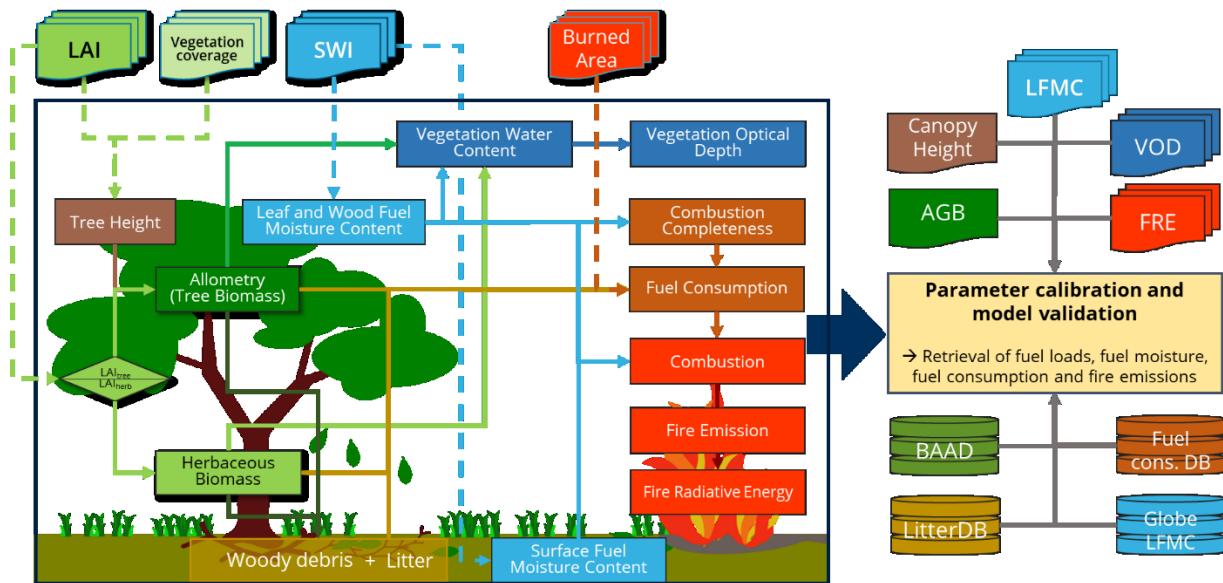 LAI
Vegetation
coverage
SWI
Burned
Area
LFMC
Canopy
Height
VOD
AGB
FRE
Vegetation Water
Content
Vegetation Optical
Depth
Tree Height
Leaf and Wood Fuel
Moisture Content
Combustion
Completeness
Allometry
(Tree Biomass)
Fuel Consumption
Parameter calibration and
model validation
→ Retrieval of fuel loads, fuel moisture,
fuel consumption and fire emissions
Combustion
LAItree
LAIherb
Fire Emission
Herbaceous
Biomass
Fire Radiative Energy
BAAD
Fuel
cons. DB
LitterDB
Globe
LFMC
Woody debris + Litter
Surface Fuel
Moisture Content